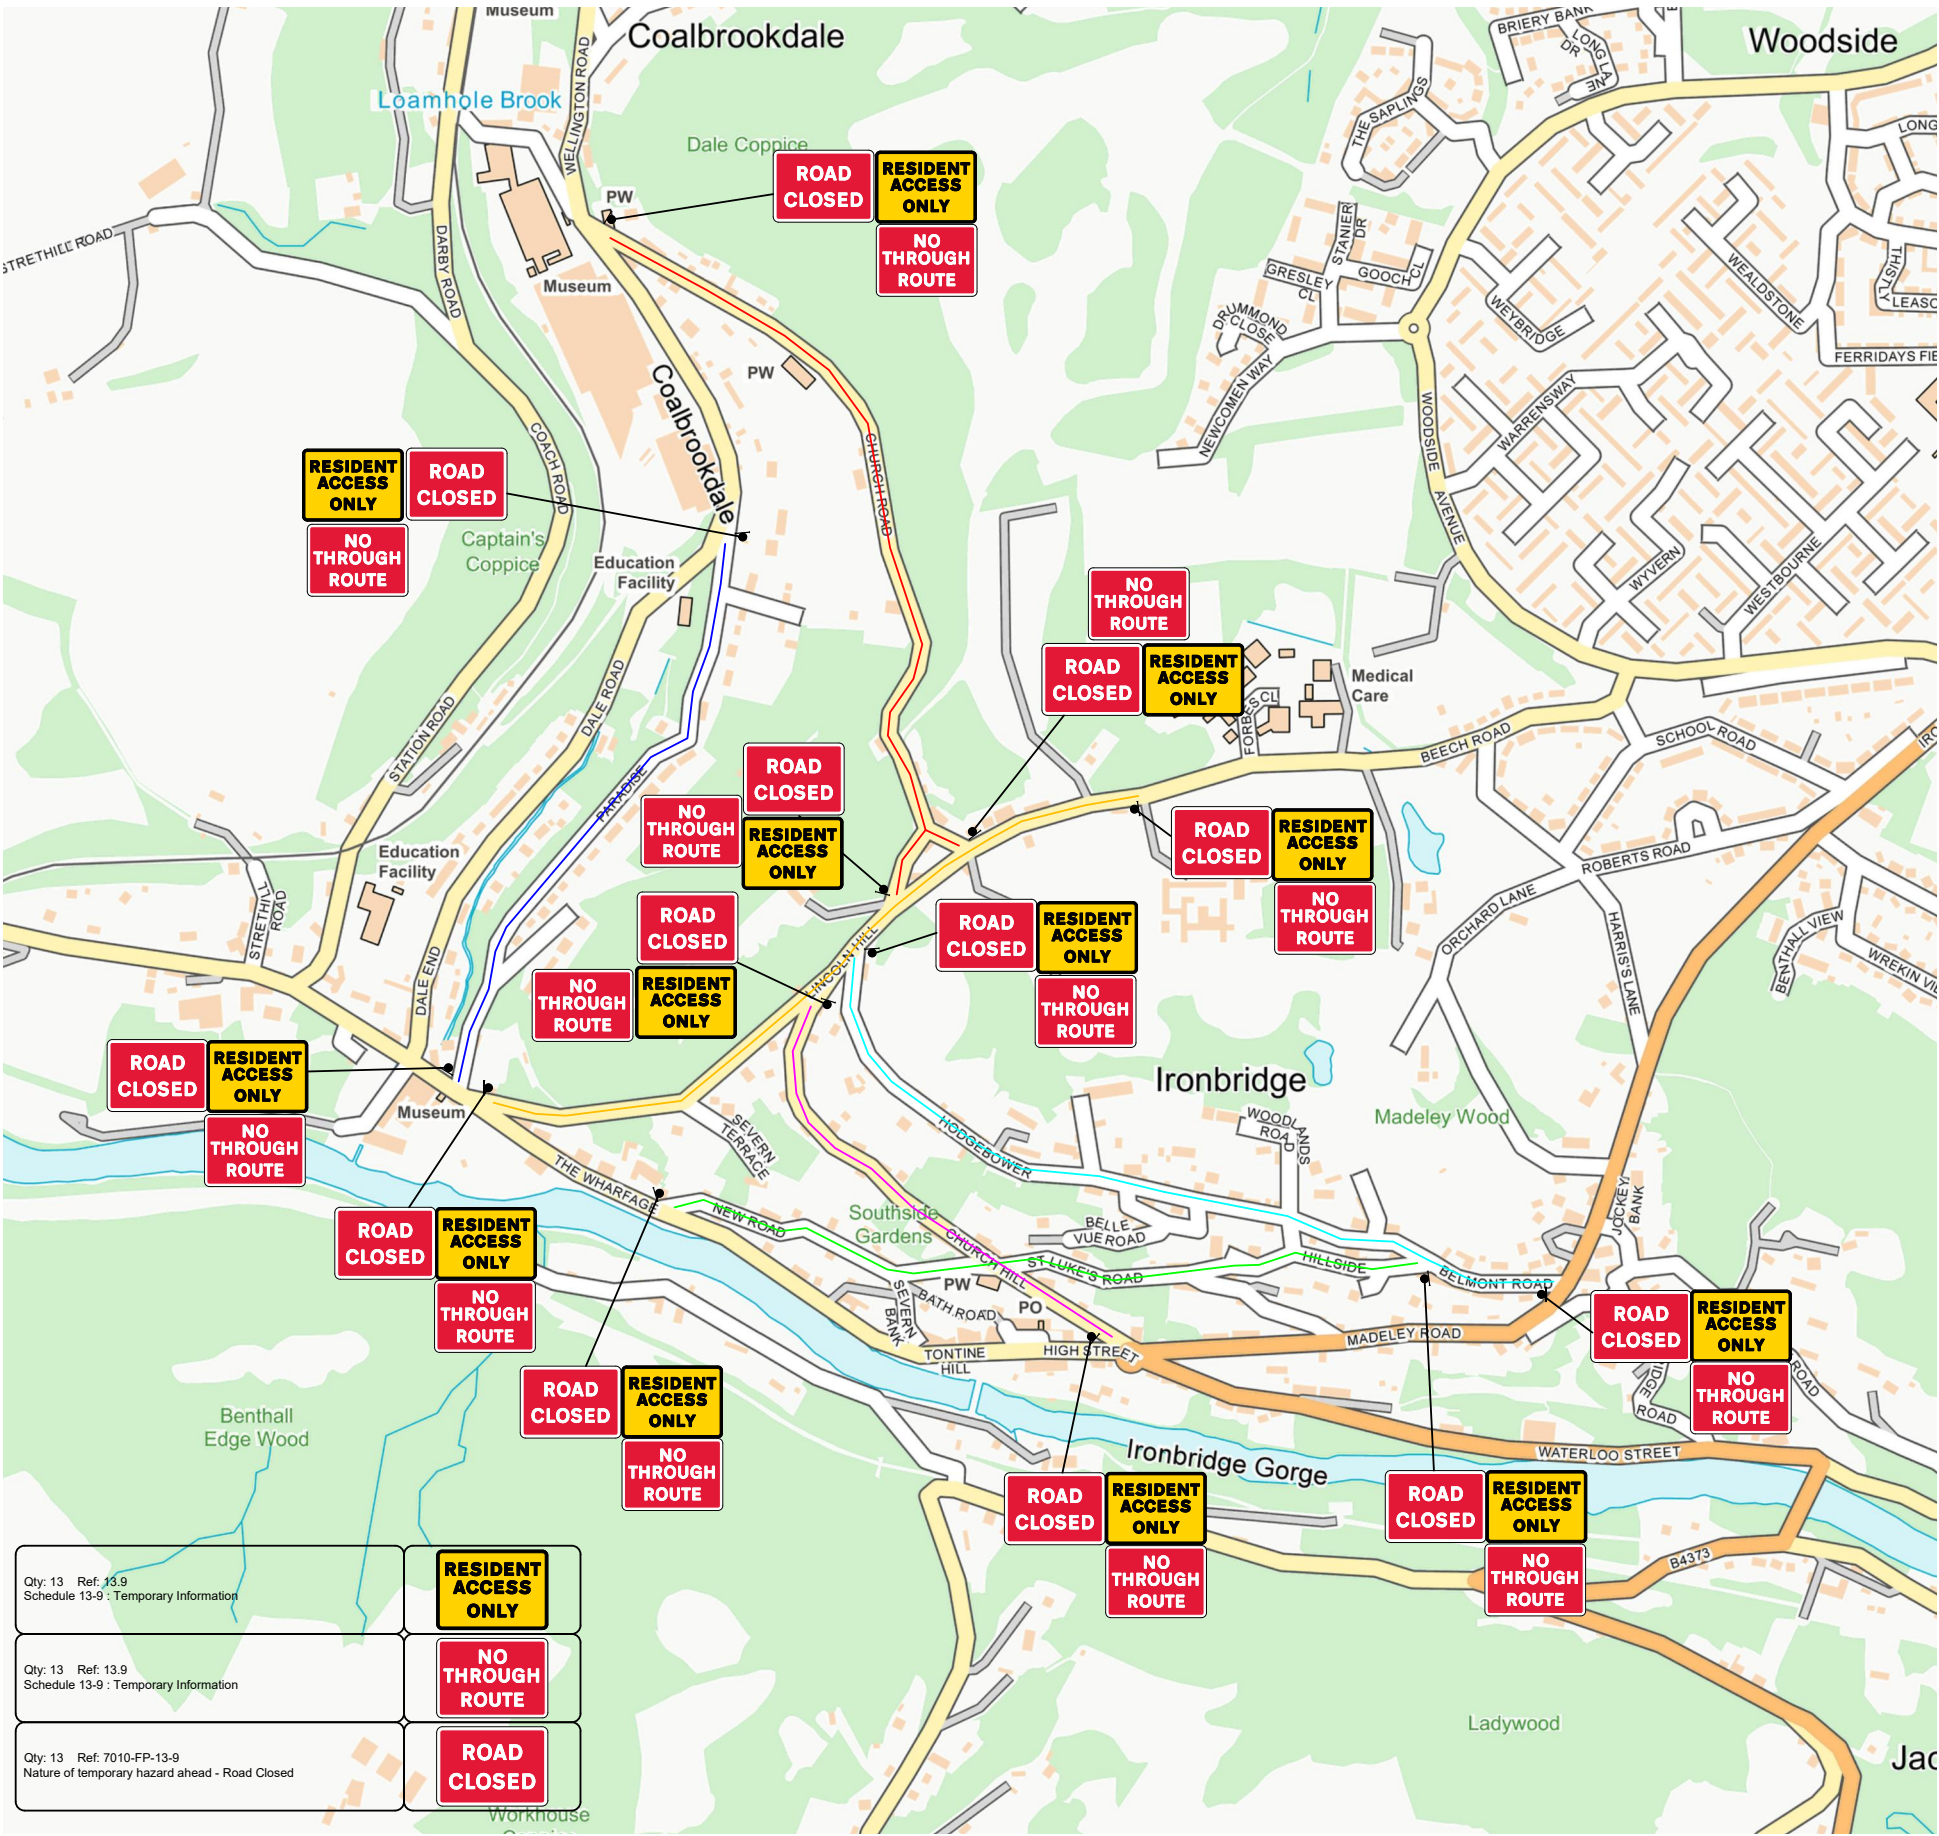 Museum
Coalbrookdale
Woodside
BRIERY BANK
LONG LANE
DR
WELLINGTON ROAD
Loamhole Brook
THE SAPLINGS
LONG
Dale Coppice
ROAD
CLOSED
RESIDENT
ACCESS
ONLY
NO
THROUGH
ROUTE
PW
STRETHILL ROAD
DARBY ROAD
Museum
STANIER
DR
GRESLEY
CL
GOOCH CL
DRUMMOND
CLOSE
NEWCOMEN WAY
WEYBRIDGE
WEALDSTONE
THISTLY
LEASO
FERRIDAYS FIE
PW
Coalbrookdale
COACH ROAD
CHURCH ROAD
WOODSIDE
AVENUE
WARRENSWAY
WYVERN
WESTBOURNE
RESIDENT
ACCESS
ONLY
ROAD
CLOSED
NO
THROUGH
ROUTE
Captain's
Coppice
Education
Facility
NO
THROUGH
ROUTE
ROAD
CLOSED
RESIDENT
ACCESS
ONLY
FORBES CL
Medical
Care
BEECH ROAD
SCHOOL ROAD
STATION ROAD
DALE ROAD
PARADISE
ROAD
CLOSED
NO
THROUGH
ROUTE
RESIDENT
ACCESS
ONLY
ROAD
CLOSED
RESIDENT
ACCESS
ONLY
NO
THROUGH
ROUTE
ROBERTS ROAD
ORCHARD LANE
HARRIS'S LANE
BENTHALL VIEW
WREKIN VIE
Education
Facility
STRETHILL
ROAD
DALE END
ROAD
CLOSED
NO
THROUGH
ROUTE
RESIDENT
ACCESS
ONLY
LINCOLN HILL
ROAD
CLOSED
RESIDENT
ACCESS
ONLY
NO
THROUGH
ROUTE
ROAD
CLOSED
RESIDENT
ACCESS
ONLY
NO
THROUGH
ROUTE
Museum
Ironbridge
Madeley Wood
WOODLANDS
ROAD
SEVERN
TERRACE
HODGEBOWER
THE WHARFAGE
NEW ROAD
Southside
Gardens
CHURCH HILL
BELLE
VUE ROAD
ST LUKE'S ROAD
HILLSIDE
BELMONT ROAD
JOCKEY
BANK
ROAD
CLOSED
RESIDENT
ACCESS
ONLY
NO
THROUGH
ROUTE
PW
SEVERN
BANK
BATH ROAD
PO
TONTINE
HILL
HIGH STREET
MADELEY ROAD
ROAD
CLOSED
RESIDENT
ACCESS
ONLY
NO
THROUGH
ROUTE
ROAD
ROAD
WATERLOO STREET
ROAD
CLOSED
RESIDENT
ACCESS
ONLY
NO
THROUGH
ROUTE
Benthall
Edge Wood
Ironbridge Gorge
ROAD
CLOSED
RESIDENT
ACCESS
ONLY
NO
THROUGH
ROUTE
ROAD
CLOSED
RESIDENT
ACCESS
ONLY
NO
THROUGH
ROUTE
B4373
Ladywood
Jac
Qty: 13 Ref: 13.9
Schedule 13-9 : Temporary Information
RESIDENT
ACCESS
ONLY
Qty: 13 Ref: 13.9
Schedule 13-9 : Temporary Information
NO
THROUGH
ROUTE
Qty: 13 Ref: 7010-FP-13-9
Nature of temporary hazard ahead - Road Closed
ROAD
CLOSED
Workhouse